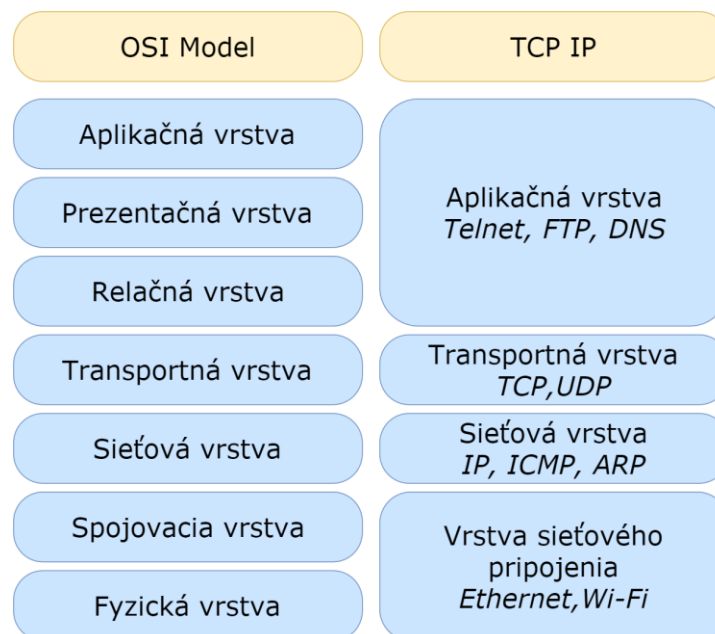 OSI Model
TCP IP
Aplikačná vrstva
Prezentačná vrstva
Relačná vrstva
Transportná vrstva
Sieťová vrstva
Spojovacia vrstva
Fyzická vrstva
Aplikačná vrstva
Telnet, FTP, DNS
Transportná vrstva
TCP,UDP
Sieťová vrstva
IP, ICMP, ARP
Vrstva sieťového
pripojenia
Ethernet,Wi-Fi